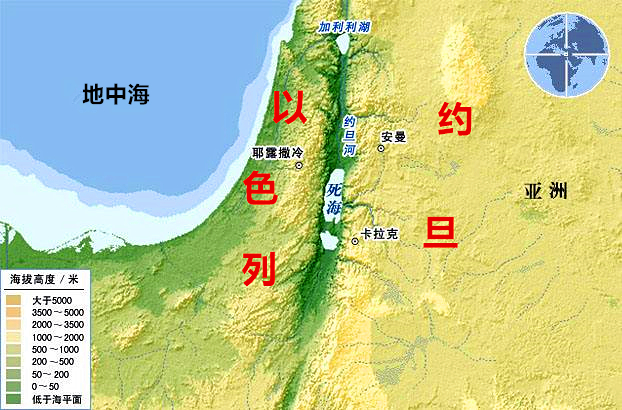 加利利湖
地中海
以色列
约旦
约旦河
安曼
耶路撒冷
死海
亚洲
卡拉克
海拔高度 / 米
大于5000
3500～5000
2000～3500
1000～2000
500～1000
200～500
50～200
0～50
低于海平面